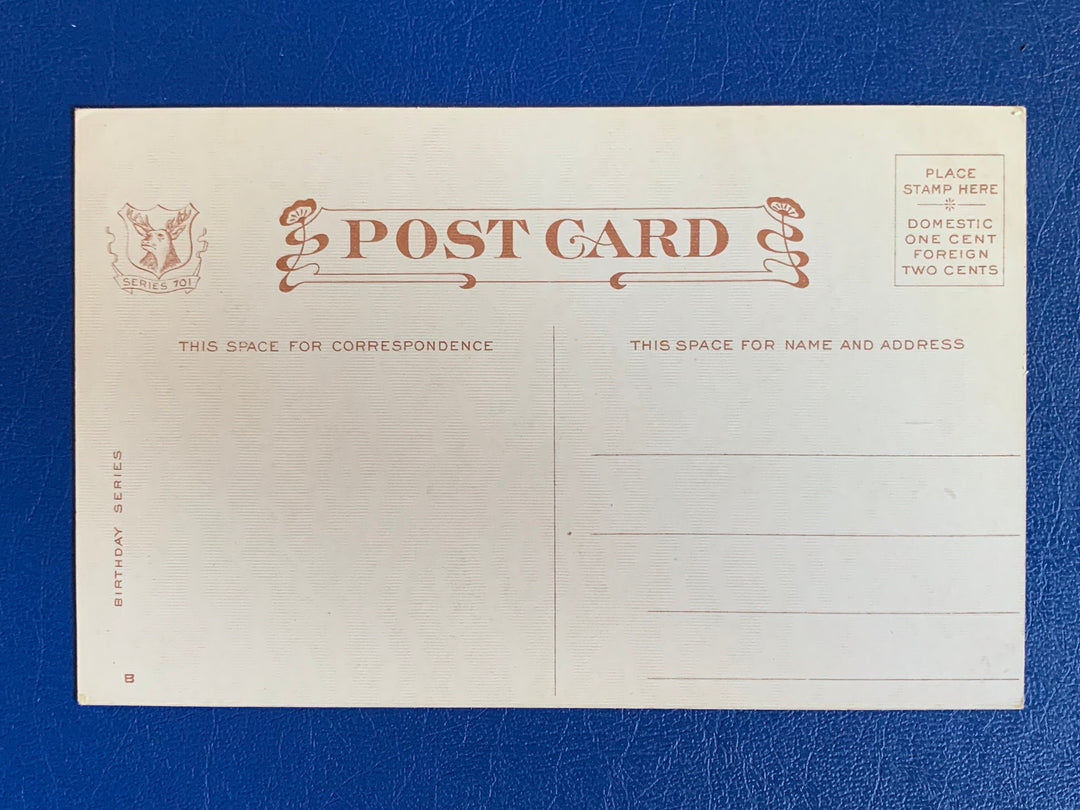 POST CARD
PLACE
STAMP HERE
DOMESTIC
ONE CENT
FOREIGN
TWO CENTS
SERIES 701
THIS SPACE FOR CORRESPONDENCE
THIS SPACE FOR NAME AND ADDRESS
BIRTHDAY SERIES
B